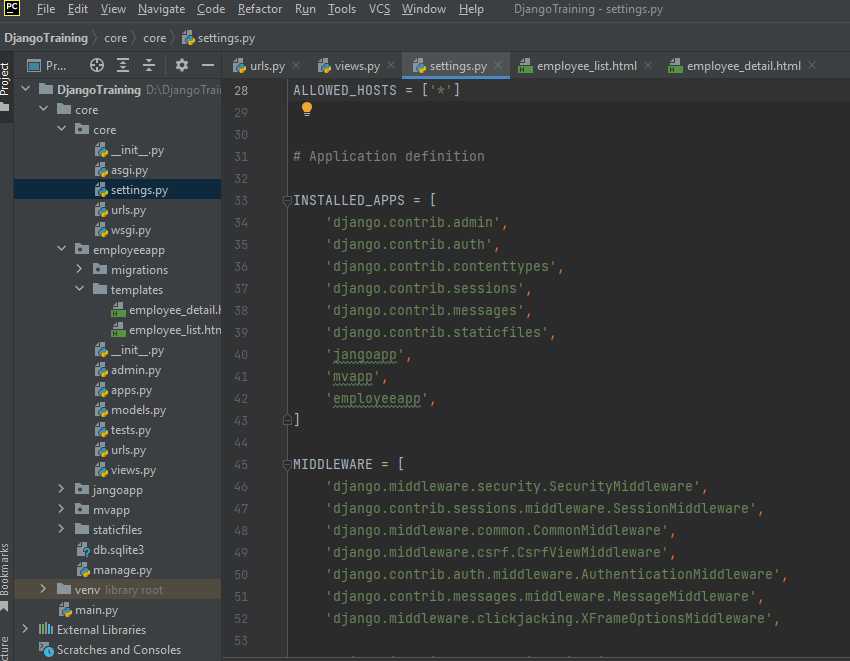 PC File Edit View Navigate Code Refactor Run Tools VCS Window Help DjangoTraining - settings.py
DjangoTraining core core settings.py
Project
Pr...
urls.py views.py settings.py employee_list.html employee_detail.html
DjangoTraining D:\DjangoTrai
core
core
__init__.py
asgi.py
settings.py
urls.py
wsgi.py
employeeapp
migrations
templates
employee_detail.h
employee_list.htm
__init__.py
admin.py
apps.py
models.py
tests.py
urls.py
views.py
jangoapp
mvapp
staticfiles
db.sqlite3
manage.py
venv library root
main.py
External Libraries
Scratches and Consoles
Bookmarks
cture
28 ALLOWED_HOSTS = ['*']
29
30
31 # Application definition
32
33 INSTALLED_APPS = [
34 'django.contrib.admin',
35 'django.contrib.auth',
36 'django.contrib.contenttypes',
37 'django.contrib.sessions',
38 'django.contrib.messages',
39 'django.contrib.staticfiles',
40 'jangoapp',
41 'mvapp',
42 'employeeapp',
43 ]
44
45 MIDDLEWARE = [
46 'django.middleware.security.SecurityMiddleware',
47 'django.contrib.sessions.middleware.SessionMiddleware',
48 'django.middleware.common.CommonMiddleware',
49 'django.middleware.csrf.CsrfViewMiddleware',
50 'django.contrib.auth.middleware.AuthenticationMiddleware',
51 'django.contrib.messages.middleware.MessageMiddleware',
52 'django.middleware.clickjacking.XFrameOptionsMiddleware',
53